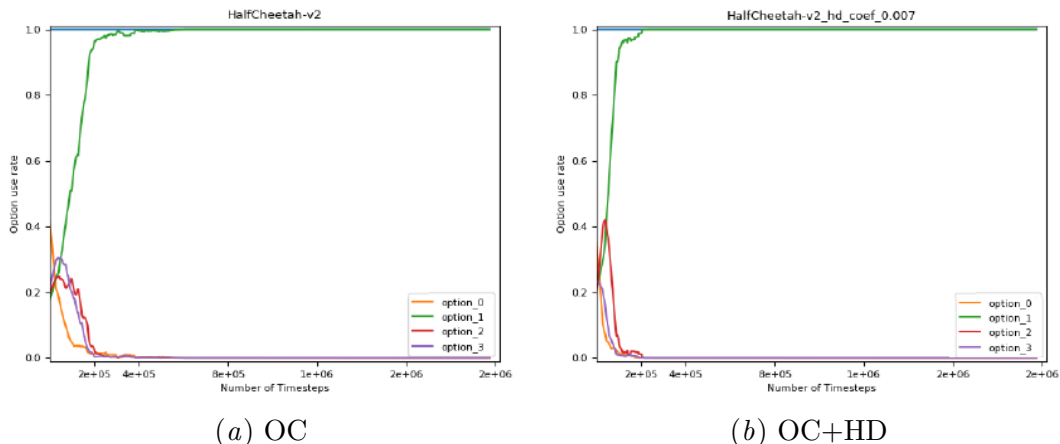 HalfCheetah-v2
1.0
0.8
0.6
0.4
0.2
0.0
Option use rate
option_0
option_1
option_2
option_3
2e+05 4e+05 8e+05 1e+06 2e+06 2e+06
Number of Timesteps
(a) OC
HalfCheetah-v2_hd_coef_0.007
1.0
0.8
0.6
0.4
0.2
0.0
Option use rate
option_0
option_1
option_2
option_3
2e+05 4e+05 8e+05 1e+06 2e+06 2e+06
Number of Timesteps
(b) OC+HD